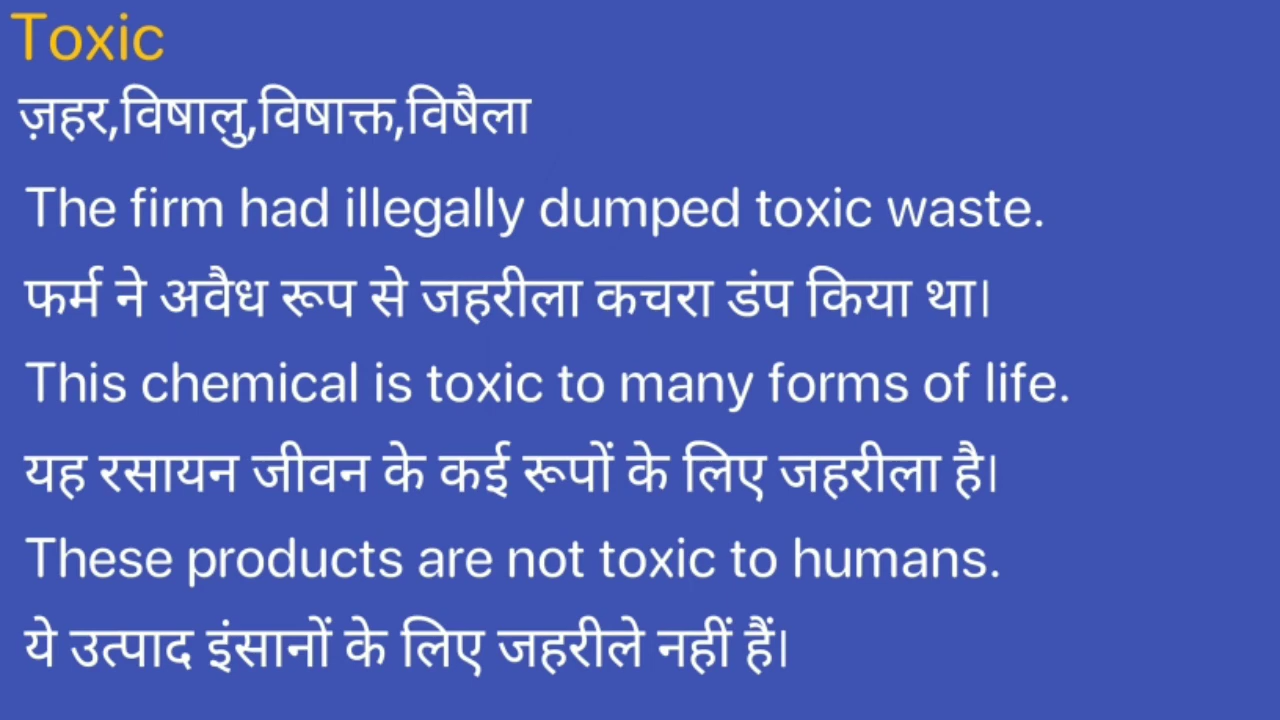 Toxic
ज़हर,विषालु,विषाक्त,विषैला
The firm had illegally dumped toxic waste.
फर्म ने अवैध रूप से जहरीला कचरा डंप किया था।
This chemical is toxic to many forms of life.
यह रसायन जीवन के कई रूपों के लिए जहरीला है।
These products are not toxic to humans.
ये उत्पाद इंसानों के लिए जहरीले नहीं हैं।